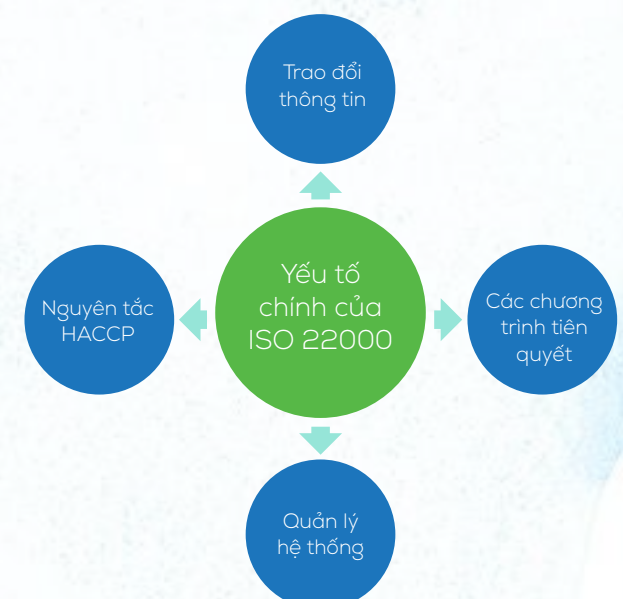 Trao đổi
thông tin
Nguyên tắc
HACCP
Yếu tố
chính của
ISO 22000
Các chương
trình tiên
quyết
Quản lý
hệ thống